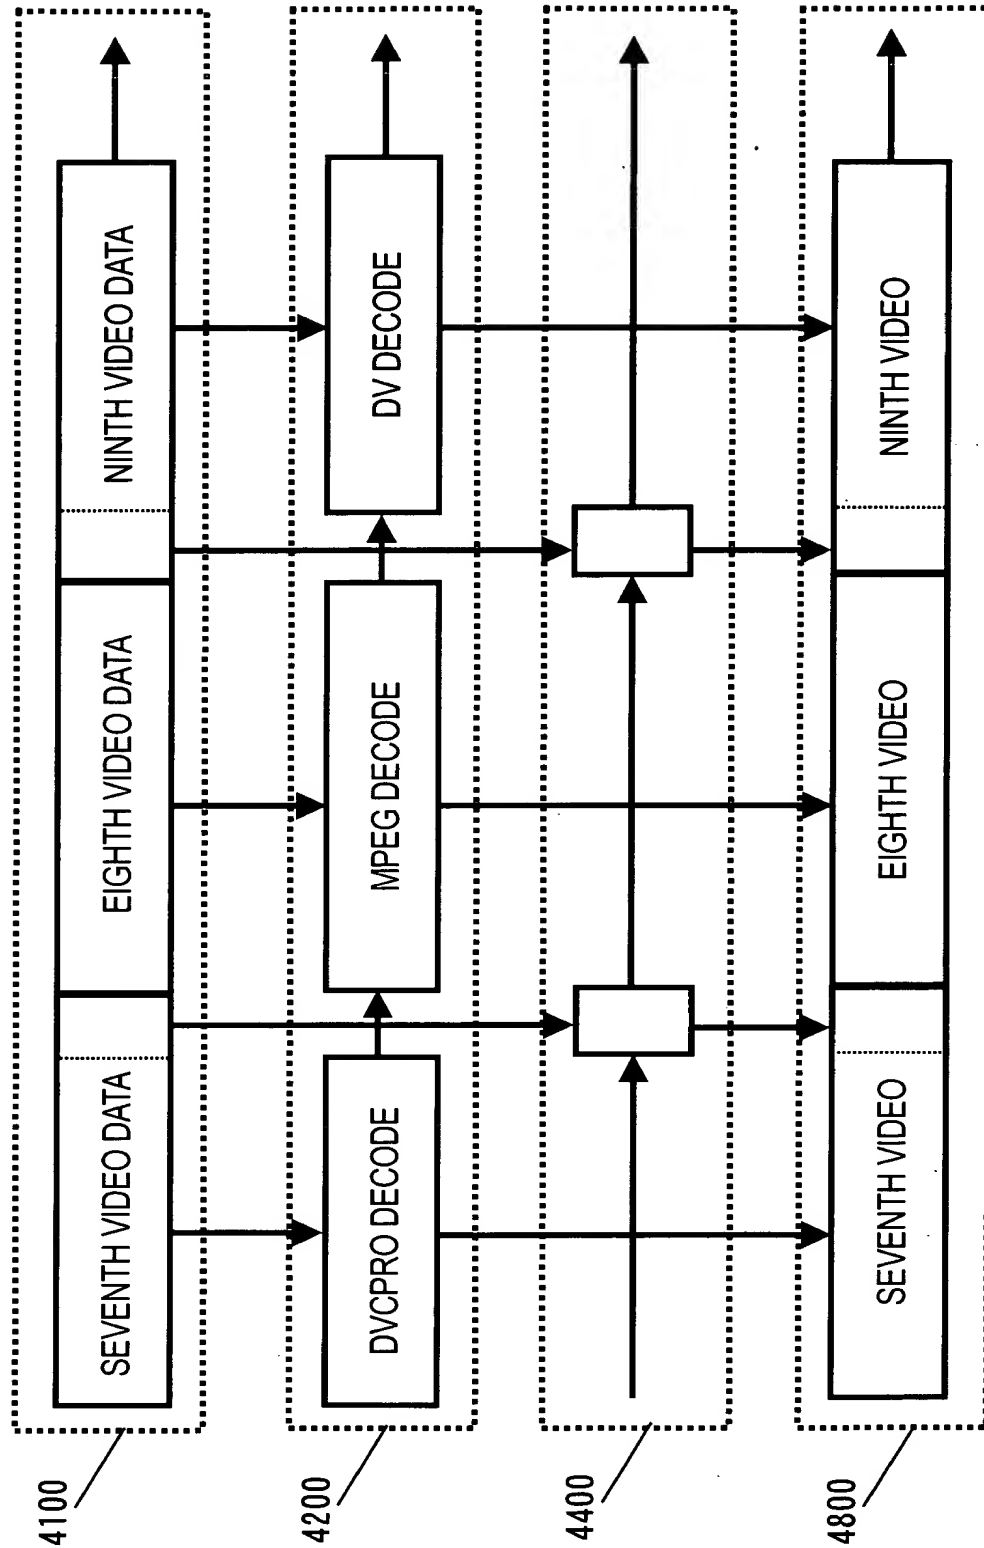 4100
SEVENTH VIDEO DATA
EIGHTH VIDEO DATA
NINTH VIDEO DATA
4200
DVCPRO DECODE
MPEG DECODE
DV DECODE
4400
4800
SEVENTH VIDEO
EIGHTH VIDEO
NINTH VIDEO